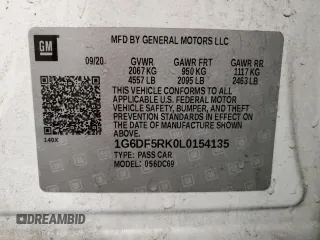 GM
MFD BY GENERAL MOTORS LLC
09/20 GVWR GAWR FRT GAWR RR
2067 KG 950 KG 1117 KG
4557 LB 2095 LB 2463 LB
THIS VEHICLE CONFORMS TO ALL
APPLICABLE U.S. FEDERAL MOTOR
VEHICLE SAFETY, BUMPER, AND THEFT
PREVENTION STANDARDS IN EFFECT ON
THE DATE OF MANUFACTURE SHOWN
ABOVE.
1G6DF5RK0L0154135
TYPE: PASS CAR
MODEL: 056DC69
140X
DREAMBID